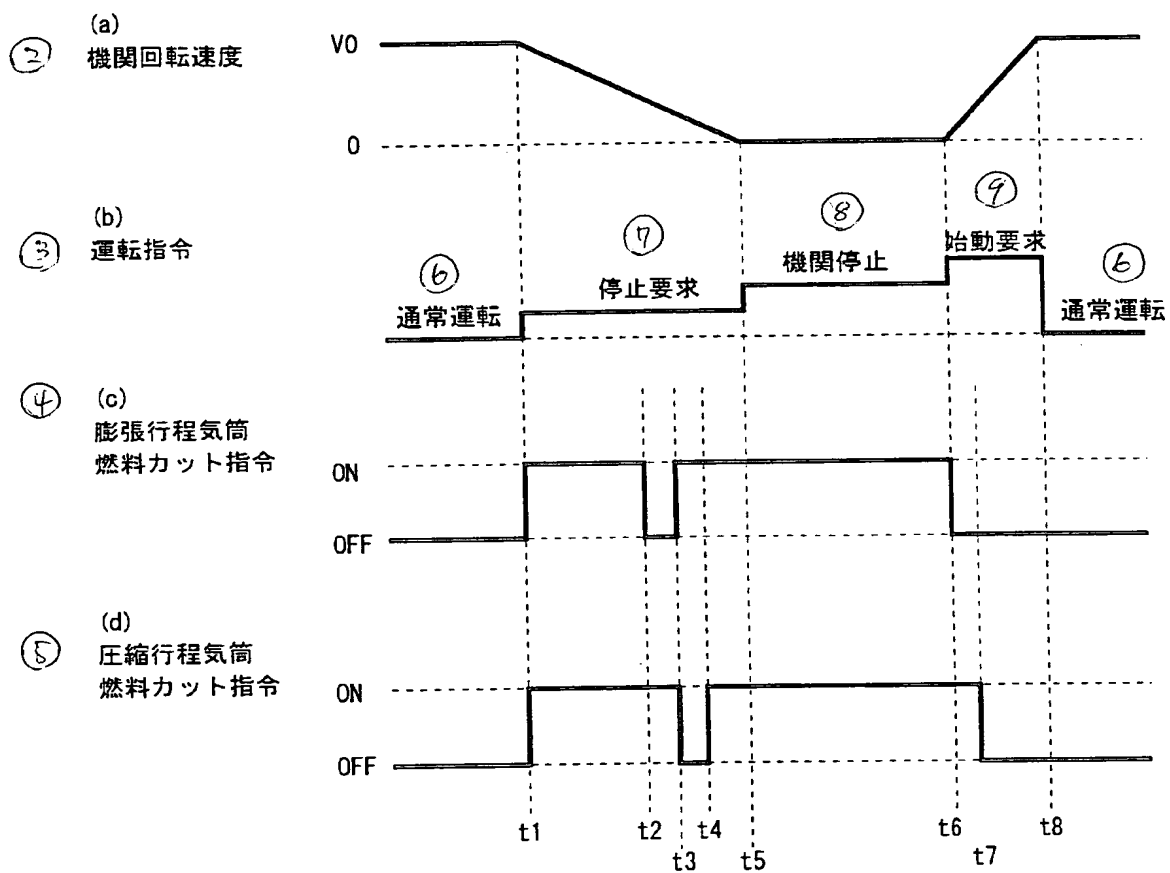 (a)
② 機関回転速度
V0
0
(b)
③ 運転指令
⑥
通常運転
⑦
停止要求
⑧
機関停止
⑨
始動要求
⑥
通常運転
④ (c)
膨張行程気筒
燃料カット指令
ON
OFF
(d)
⑤ 圧縮行程気筒
燃料カット指令
ON
OFF
t1 t2 t3 t4 t5 t6 t7 t8